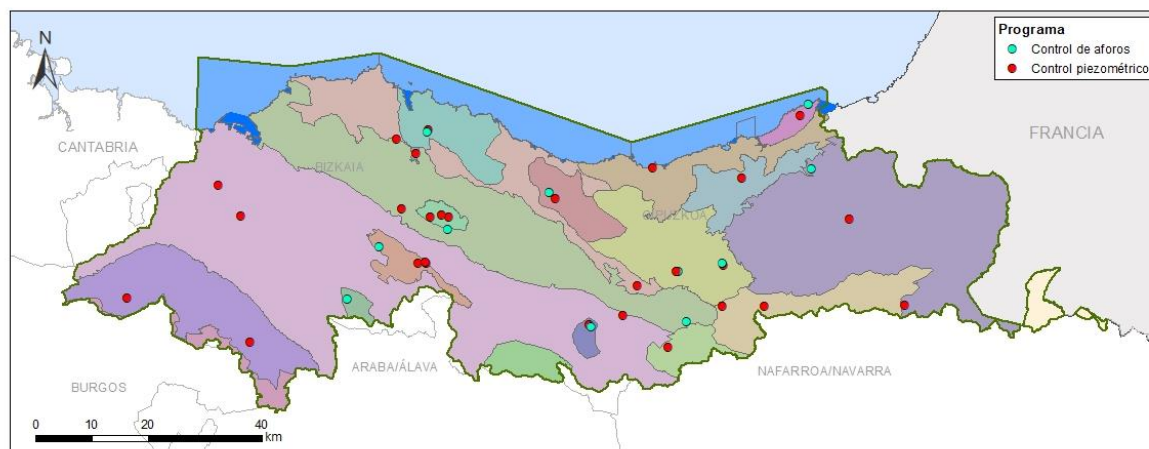 N
Programa
Control de aforos
Control piezométrico
FRANCIA
CANTABRIA
BIZKAIA
GIPUZKOA
ARABA/ÁLAVA
NAFARROA/NAVARRA
BURGOS
0 10 20 40
km